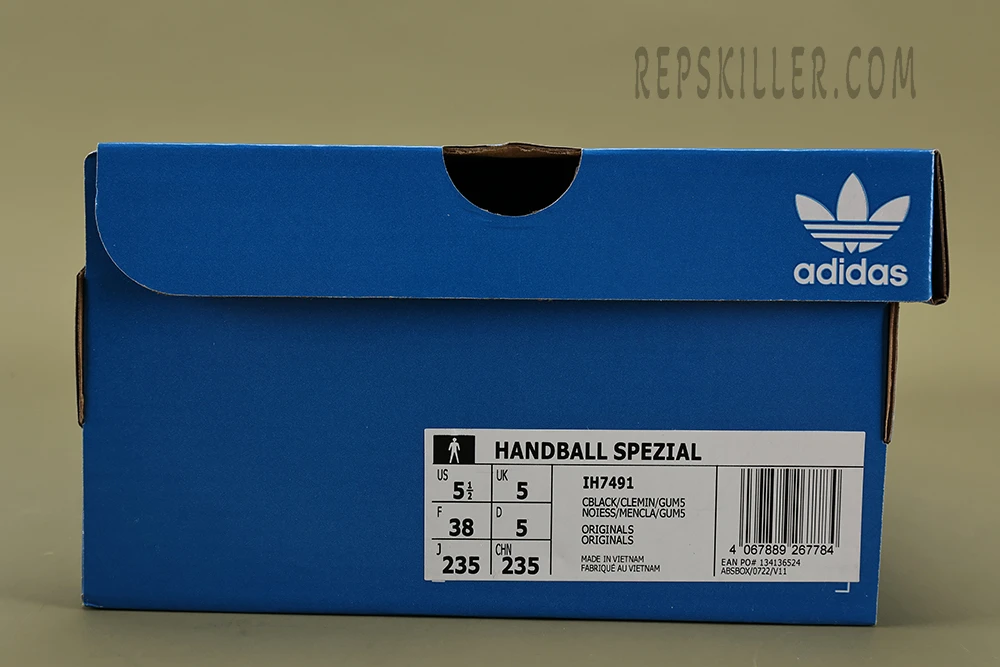 REPSKILLER.COM
adidas
HANDBALL SPEZIAL
US 5½ UK 5
F 38 D 5
J 235 CHN 235
IH7491
CBLACK/CLEMIN/GUM5
NOIESS/MENCLA/GUM5
ORIGINALS
ORIGINALS
MADE IN VIETNAM
FABRIQUÉ AU VIETNAM
4 067889 267784
EAN PO# 134136524
ABSBOX/0722/V11